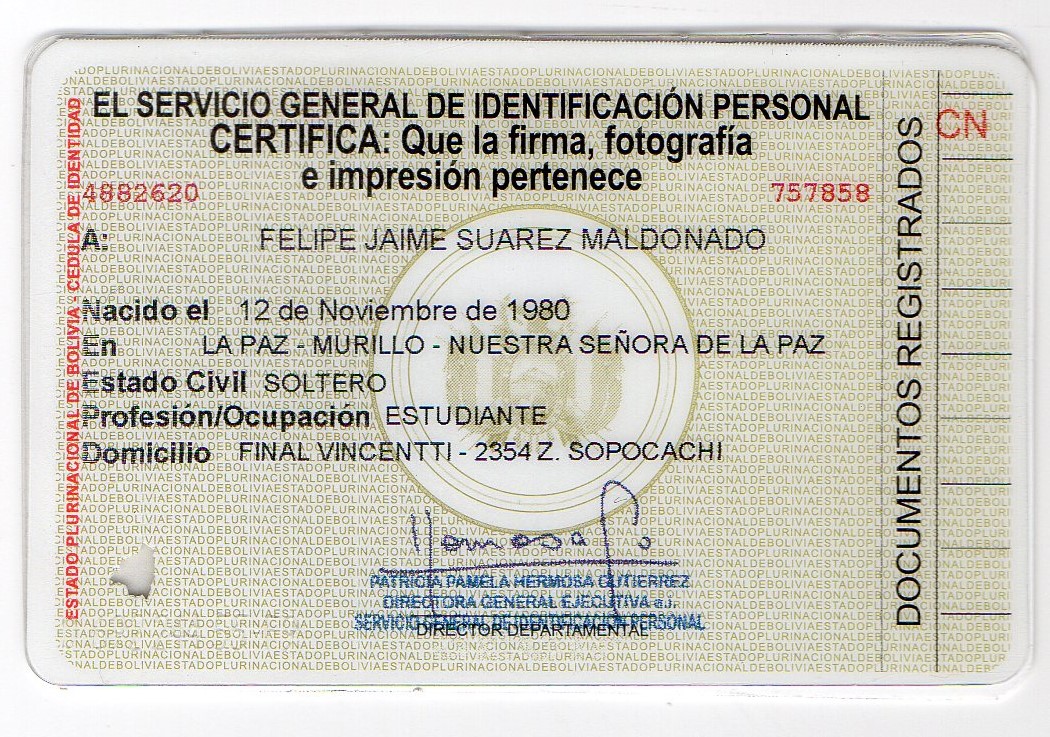 EL SERVICIO GENERAL DE IDENTIFICACIÓN PERSONAL
CERTIFICA: Que la firma, fotografía
e impresión pertenece
4882620
757858
A: FELIPE JAIME SUAREZ MALDONADO
Nacido el 12 de Noviembre de 1980
En LA PAZ - MURILLO - NUESTRA SEÑORA DE LA PAZ
Estado Civil SOLTERO
Profesión/Ocupación ESTUDIANTE
Domicilio FINAL VINCENTTI - 2354 Z. SOPOCACHI
PATRICIA PAMELA HERMOSA GUTIERREZ
DIRECTORA GENERAL EJECUTIVA a.i.
SERVICIO GENERAL DE IDENTIFICACIÓN PERSONAL
DIRECTOR DEPARTAMENTAL
ESTADO PLURINACIONAL DE BOLIVIA - CEDULA DE IDENTIDAD
DOCUMENTOS REGISTRADOS
CN